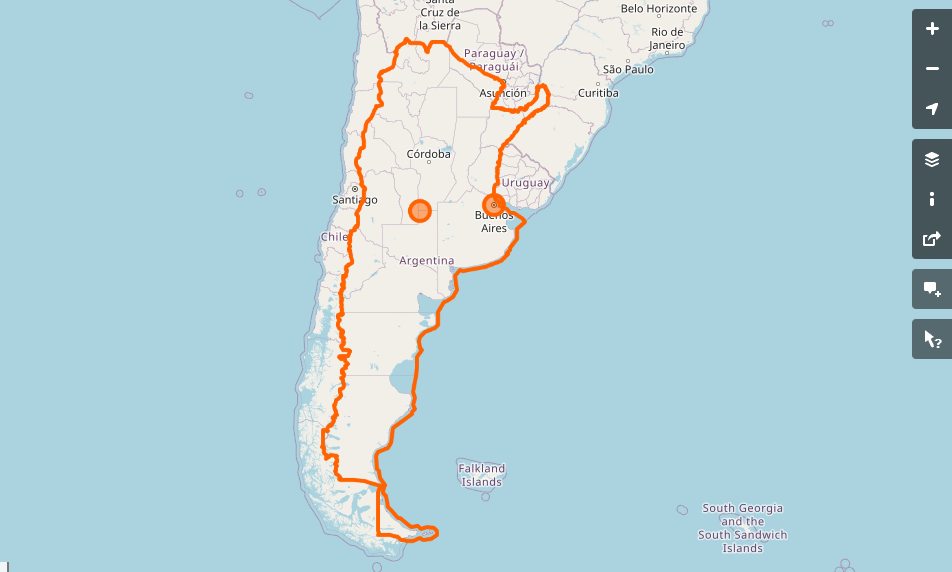 Santa
Cruz de
la Sierra
Belo Horizonte
Rio de
Janeiro
Paraguay /
Paraguái
São Paulo
Asunción
Curitiba
Córdoba
Uruguay
Santiago
Buenos
Aires
Chile
Argentina
Falkland
Islands
South Georgia
and the
South Sandwich
Islands
?